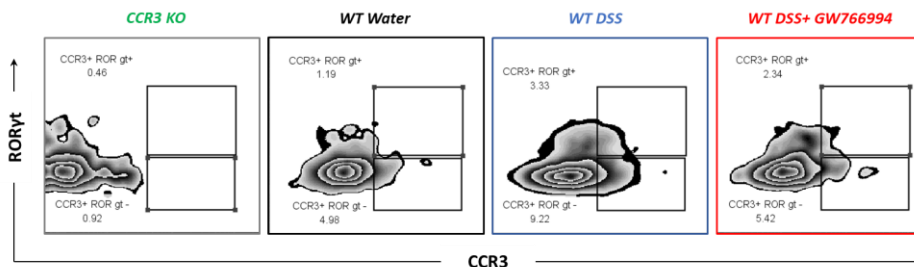 CCR3 KO
WT Water
WT DSS
WT DSS+ GW766994
CCR3+ ROR gt+
0.46
CCR3+ ROR gt+
1.19
CCR3+ ROR gt+
3.33
CCR3+ ROR gt+
2.34
RORγt
CCR3+ ROR gt -
0.92
CCR3+ ROR gt -
4.98
CCR3+ ROR gt -
9.22
CCR3+ ROR gt -
5.42
CCR3